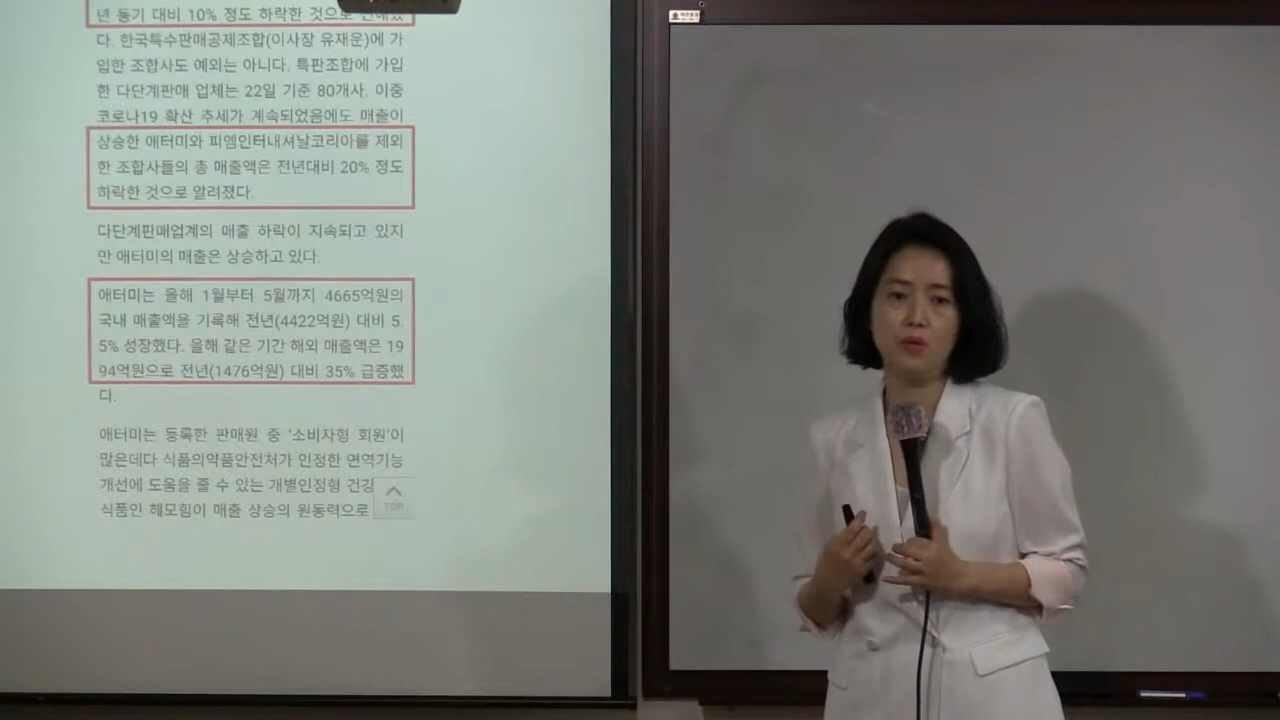 년 동기 대비 10% 정도 하락한 것으로
다. 한국특수판매공제조합(이사장 유재운)에 가
입한 조합사도 예외는 아니다. 특판조합에 가입
한 다단계판매 업체는 22일 기준 80개사. 이중
코로나19 확산 추세가 계속되었음에도 매출이
상승한 애터미와 피엠인터내셔날코리아를 제외
한 조합사들의 총 매출액은 전년대비 20% 정도
하락한 것으로 알려졌다.
다단계판매업계의 매출 하락이 지속되고 있지
만 애터미의 매출은 상승하고 있다.
애터미는 올해 1월부터 5월까지 4665억원의
국내 매출액을 기록해 전년(4422억원) 대비 5.
5% 성장했다. 올해 같은 기간 해외 매출액은 19
94억원으로 전년(1476억원) 대비 35% 급증했
다.
애터미는 등록한 판매원 중 '소비자형 회원'이
많은데다 식품의약품안전처가 인정한 면역기능
개선에 도움을 줄 수 있는 개별인정형 건강
식품인 헤모힘이 매출 상승의 원동력으로
TOP